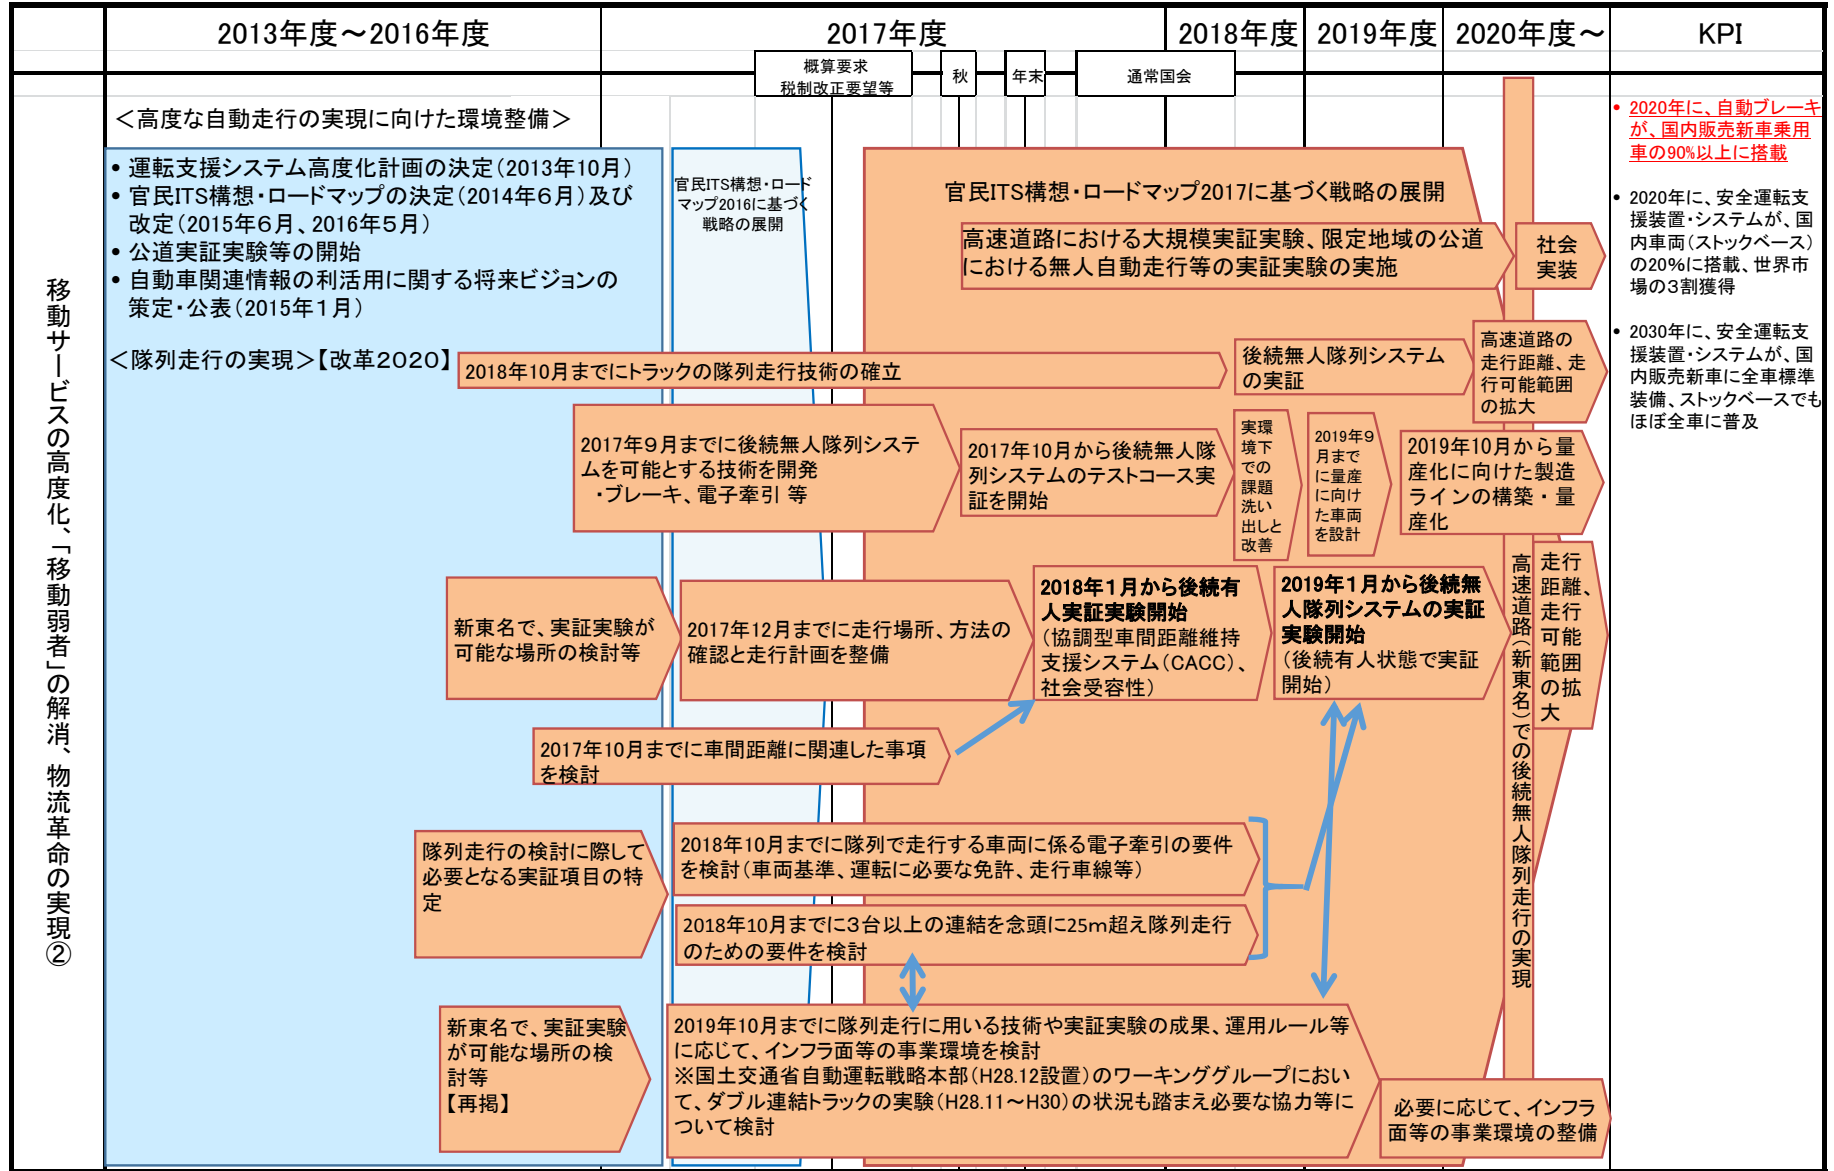 2013年度～2016年度
2017年度
2018年度
2019年度
2020年度～
KPI
概算要求
税制改正要望等
秋
年末
通常国会
移動サービスの高度化、「移動弱者」の解消、物流革命の実現②
＜高度な自動走行の実現に向けた環境整備＞
• 運転支援システム高度化計画の決定（2013年10月）
• 官民ITS構想・ロードマップの決定（2014年６月）及び
改定（2015年６月、2016年５月）
• 公道実証実験等の開始
• 自動車関連情報の利活用に関する将来ビジョンの
策定・公表（2015年１月）
官民ITS構想・ロード
マップ2016に基づく
戦略の展開
官民ITS構想・ロードマップ2017に基づく戦略の展開
高速道路における大規模実証実験、限定地域の公道
における無人自動走行等の実証実験の実施
社会
実装
＜隊列走行の実現＞【改革２０２０】
2018年10月までにトラックの隊列走行技術の確立
後続無人隊列システム
の実証
高速道路の
走行距離、走
行可能範囲
の拡大
2017年９月までに後続無人隊列システ
ムを可能とする技術を開発
・ブレーキ、電子牽引 等
2017年10月から後続無人隊
列システムのテストコース実
証を開始
実環
境下
での
課題
洗い
出しと
改善
2019年９
月まで
に量産
に向け
た車両
を設計
2019年10月から量
産化に向けた製造
ラインの構築・量
産化
新東名で、実証実験が
可能な場所の検討等
2017年12月までに走行場所、方法の
確認と走行計画を整備
2018年１月から後続有
人実証実験開始
（協調型車間距離維持
支援システム（CACC）、
社会受容性）
2019年１月から後続無
人隊列システムの実証
実験開始
（後続有人状態で実証
開始）
高速道路（新東名）での後続無人隊列走行の実現
走行
距離、
走行
可能
範囲
の拡
大
2017年10月までに車間距離に関連した事項
を検討
隊列走行の検討に際して
必要となる実証項目の特
定
2018年10月までに隊列で走行する車両に係る電子牽引の要件
を検討（車両基準、運転に必要な免許、走行車線等）
2018年10月までに３台以上の連結を念頭に25ｍ超え隊列走行
のための要件を検討
新東名で、実証実験
が可能な場所の検
討等
【再掲】
2019年10月までに隊列走行に用いる技術や実証実験の成果、運用ルール等
に応じて、インフラ面等の事業環境を検討
※国土交通省自動運転戦略本部（H28.12設置）のワーキンググループにおい
て、ダブル連結トラックの実験（H28.11～H30）の状況も踏まえ必要な協力等に
ついて検討
必要に応じて、インフラ
面等の事業環境の整備
• 2020年に、自動ブレーキ
が、国内販売新車乗用
車の90%以上に搭載
• 2020年に、安全運転支
援装置・システムが、国
内車両（ストックベース）
の20％に搭載、世界市
場の３割獲得
• 2030年に、安全運転支
援装置・システムが、国
内販売新車に全車標準
装備、ストックベースでも
ほぼ全車に普及